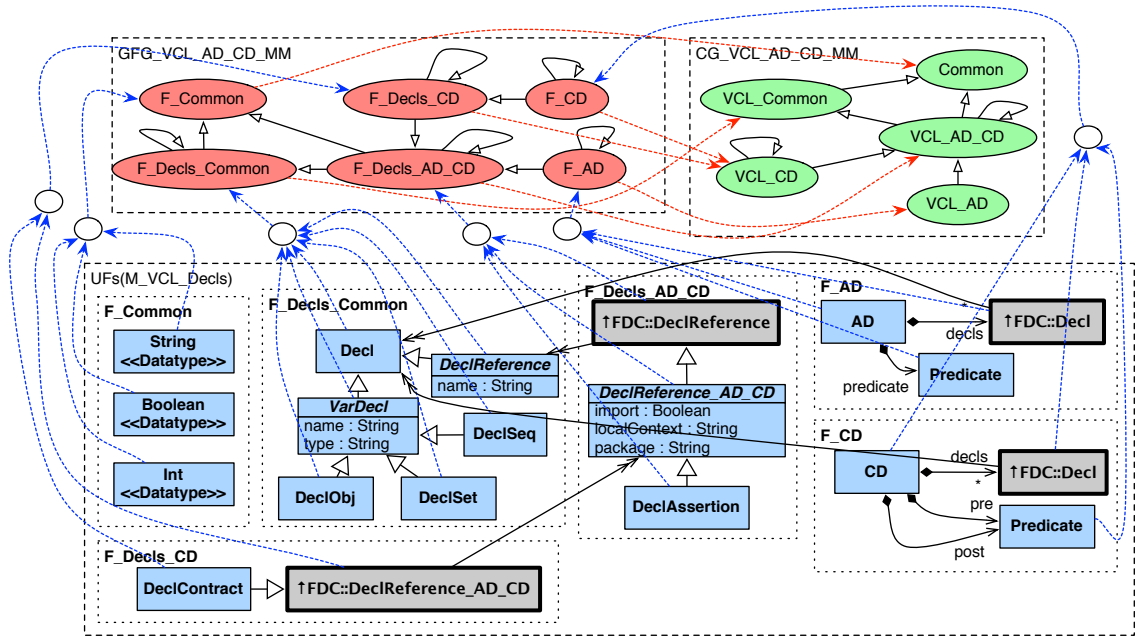 GFG_VCL_AD_CD_MM
F_Common
F_Decls_CD
F_CD
F_Decls_Common
F_Decls_AD_CD
F_AD
CG_VCL_AD_CD_MM
Common
VCL_Common
VCL_AD_CD
VCL_CD
VCL_AD
UFs(M_VCL_Decls)
F_Common
String
<<Datatype>>
Boolean
<<Datatype>>
Int
<<Datatype>>
F_Decls_Common
Decl
DeclReference
name : String
VarDecl
name : String
type : String
DeclSeq
DeclObj
DeclSet
F_Decls_AD_CD
↑FDC::DeclReference
DeclReference_AD_CD
import : Boolean
localContext : String
package : String
DeclAssertion
F_AD
AD
*
decls
↑FDC::Decl
predicate
Predicate
F_CD
CD
decls
*
↑FDC::Decl
pre
Predicate
post
F_Decls_CD
DeclContract
↑FDC::DeclReference_AD_CD